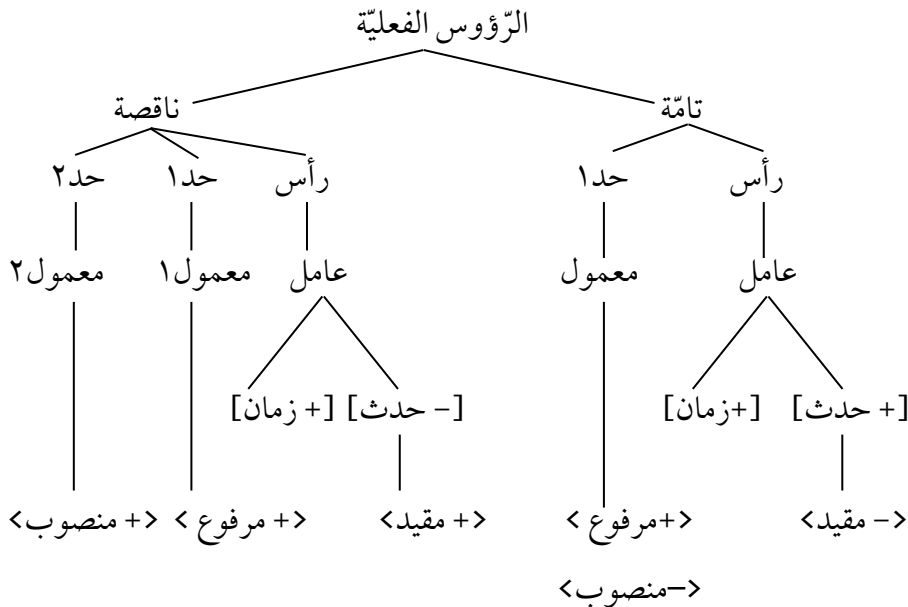 الرّؤوس الفعليّة
تامّة ناقصة
رأس حد١ رأس حد١ حد٢
عامل معمول عامل معمول١ معمول٢
[+ حدث] [+زمان] [– حدث] [+ زمان]
<– مقيد> <+مرفوع> <+ مقيد> <+ مرفوع> <+ منصوب>
<–منصوب>